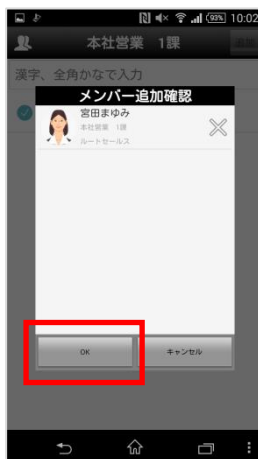 93% 10:02
本社営業 1課
漢字、全角かなで入力
メンバー追加確認
宮田まゆみ
本社営業 1課
ルートセールス
OK
キャンセル